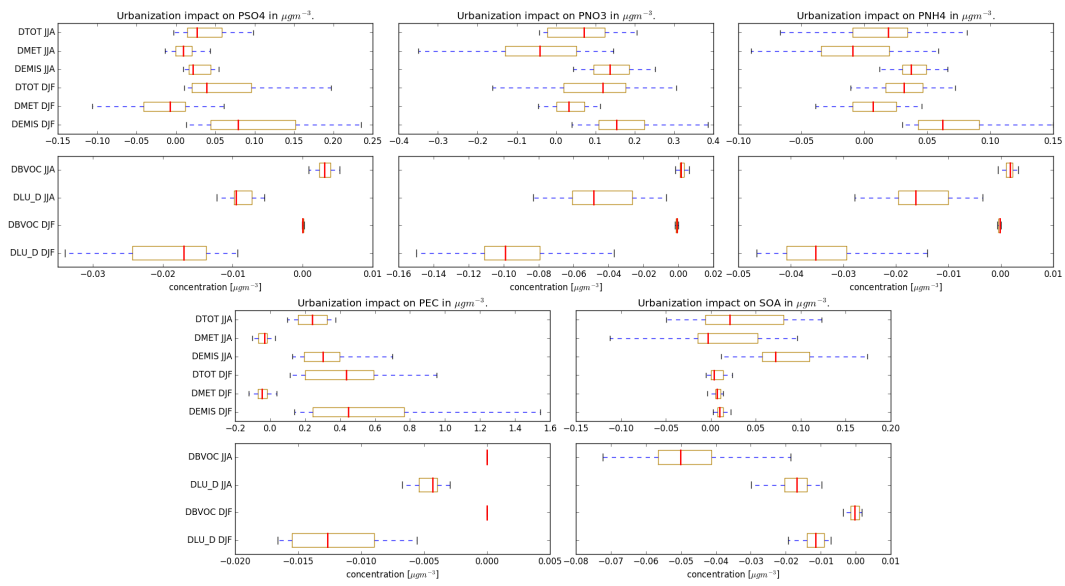 Urbanization impact on PSO4 in μgm⁻³.
Urbanization impact on PNO3 in μgm⁻³.
Urbanization impact on PNH4 in μgm⁻³.
DTOT JJA
DMET JJA
DEMIS JJA
DTOT DJF
DMET DJF
DEMIS DJF
−0.15 −0.10 −0.05 0.00 0.05 0.10 0.15 0.20 0.25
−0.4 −0.3 −0.2 −0.1 0.0 0.1 0.2 0.3 0.4
−0.10 −0.05 0.00 0.05 0.10 0.15
DBVOC JJA
DLU_D JJA
DBVOC DJF
DLU_D DJF
−0.03 −0.02 −0.01 0.00 0.01
−0.16 −0.14 −0.12 −0.10 −0.08 −0.06 −0.04 −0.02 0.00 0.02
−0.05 −0.04 −0.03 −0.02 −0.01 0.00 0.01
concentration [μgm⁻³]
concentration [μgm⁻³]
concentration [μgm⁻³]
Urbanization impact on PEC in μgm⁻³.
Urbanization impact on SOA in μgm⁻³.
DTOT JJA
DMET JJA
DEMIS JJA
DTOT DJF
DMET DJF
DEMIS DJF
−0.2 0.0 0.2 0.4 0.6 0.8 1.0 1.2 1.4 1.6
−0.15 −0.10 −0.05 0.00 0.05 0.10 0.15 0.20
DBVOC JJA
DLU_D JJA
DBVOC DJF
DLU_D DJF
−0.020 −0.015 −0.010 −0.005 0.000 0.005
−0.08 −0.07 −0.06 −0.05 −0.04 −0.03 −0.02 −0.01 0.00 0.01
concentration [μgm⁻³]
concentration [μgm⁻³]